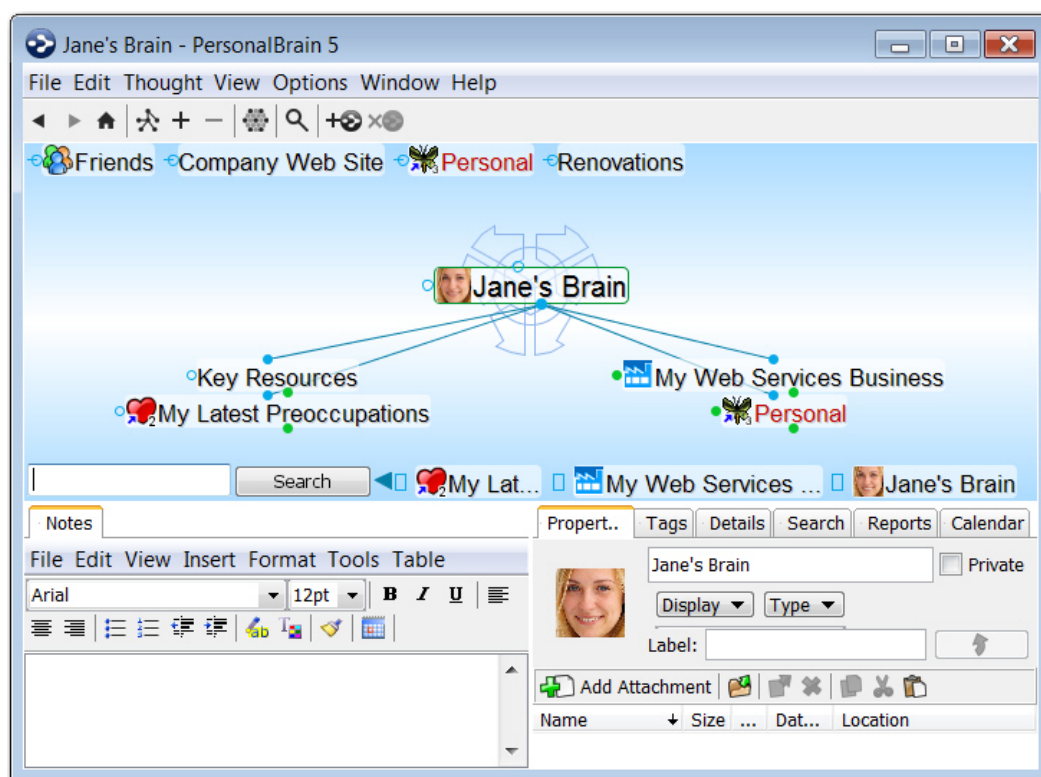 Jane's Brain - PersonalBrain 5
File Edit Thought View Options Window Help
Friends Company Web Site Personal Renovations
Jane's Brain
Key Resources
My Web Services Business
2 My Latest Preoccupations
3 Personal
Search 2 My Lat... My Web Services ... Jane's Brain
Notes
Propert.. Tags Details Search Reports Calendar
File Edit View Insert Format Tools Table
Jane's Brain Private
Arial 12pt B I U
Display Type
Label:
Add Attachment
Name Size ... Dat... Location